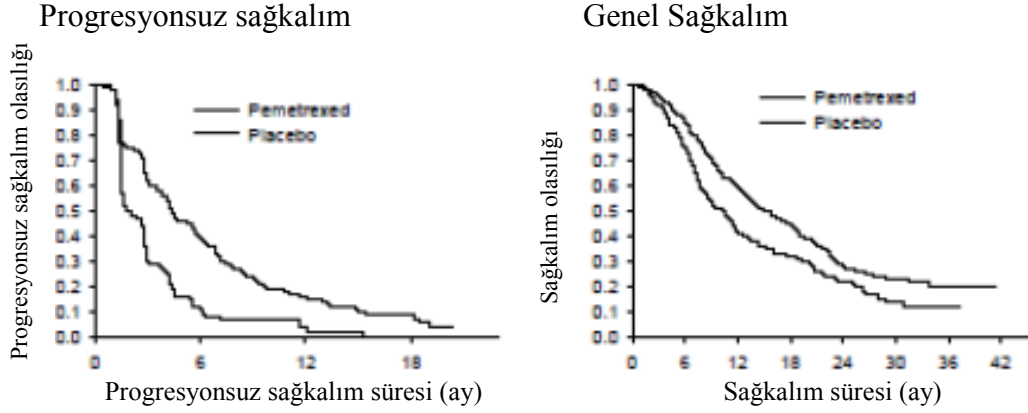 Progresyonsuz sağkalım
Progresyonsuz sağkalım olasılığı
1.0
0.9
0.8
0.7
0.6
0.5
0.4
0.3
0.2
0.1
0.0
Pemetrexed
Placebo
0 6 12 18
Progresyonsuz sağkalım süresi (ay)
Genel Sağkalım
Sağkalım olasılığı
1.0
0.9
0.8
0.7
0.6
0.5
0.4
0.3
0.2
0.1
0.0
Pemetrexed
Placebo
0 6 12 18 24 30 36 42
Sağkalım süresi (ay)